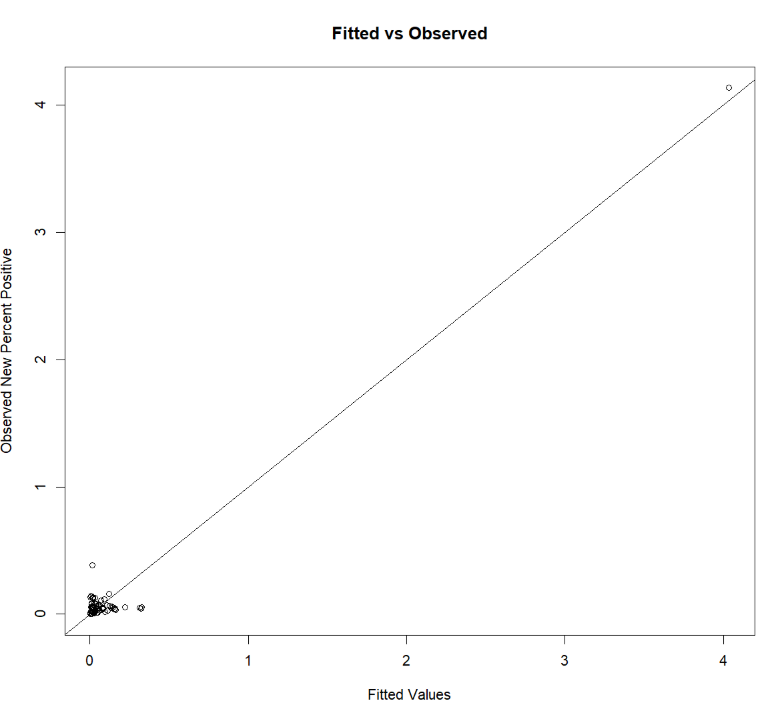 Fitted vs Observed
Observed New Percent Positive
4
3
2
1
0
0 1 2 3 4
Fitted Values